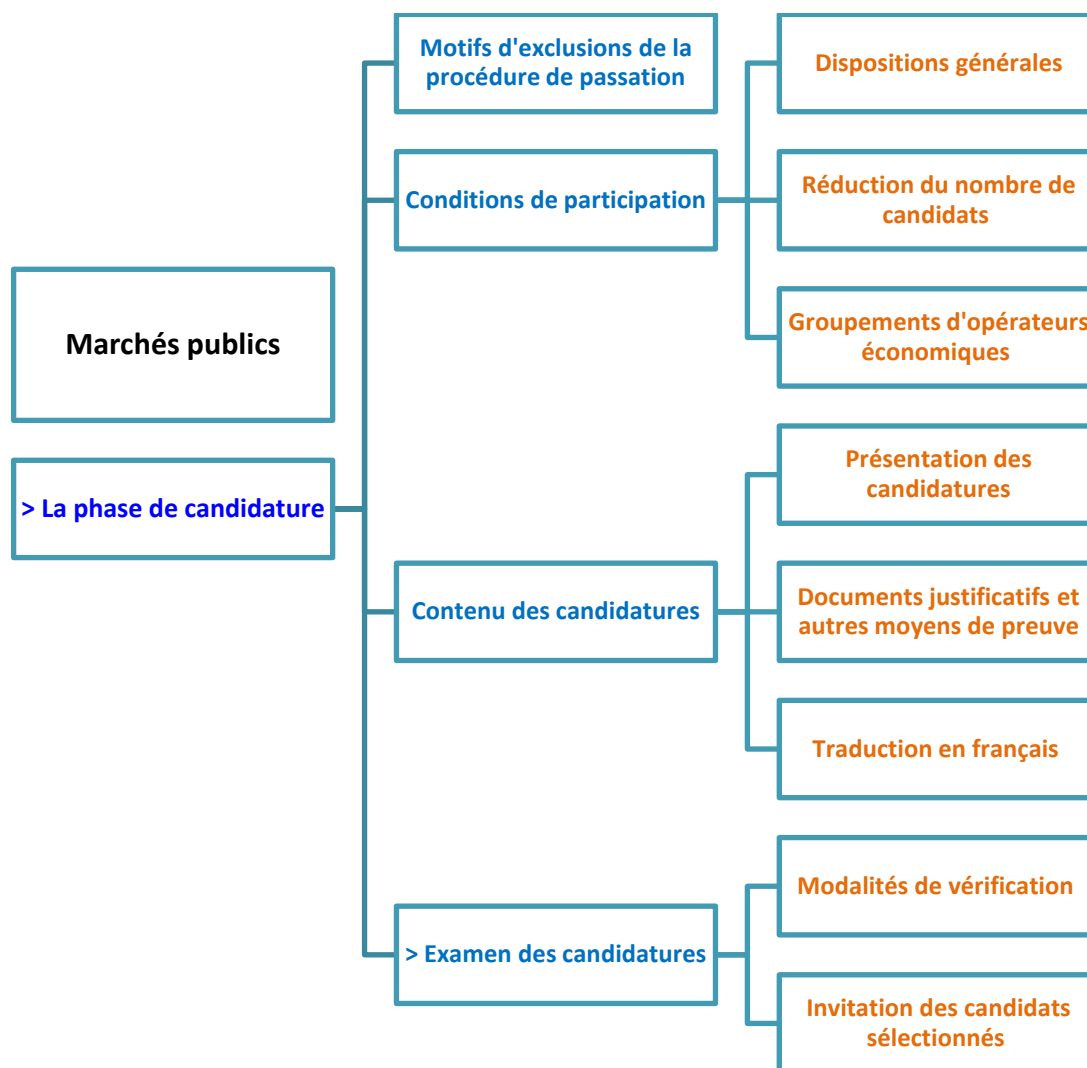 Marchés publics
> La phase de candidature
Motifs d'exclusions de la
procédure de passation
Conditions de participation
Dispositions générales
Réduction du nombre de
candidats
Groupements d'opérateurs
économiques
Contenu des candidatures
Présentation des
candidatures
Documents justificatifs et
autres moyens de preuve
Traduction en français
> Examen des candidatures
Modalités de vérification
Invitation des candidats
sélectionnés